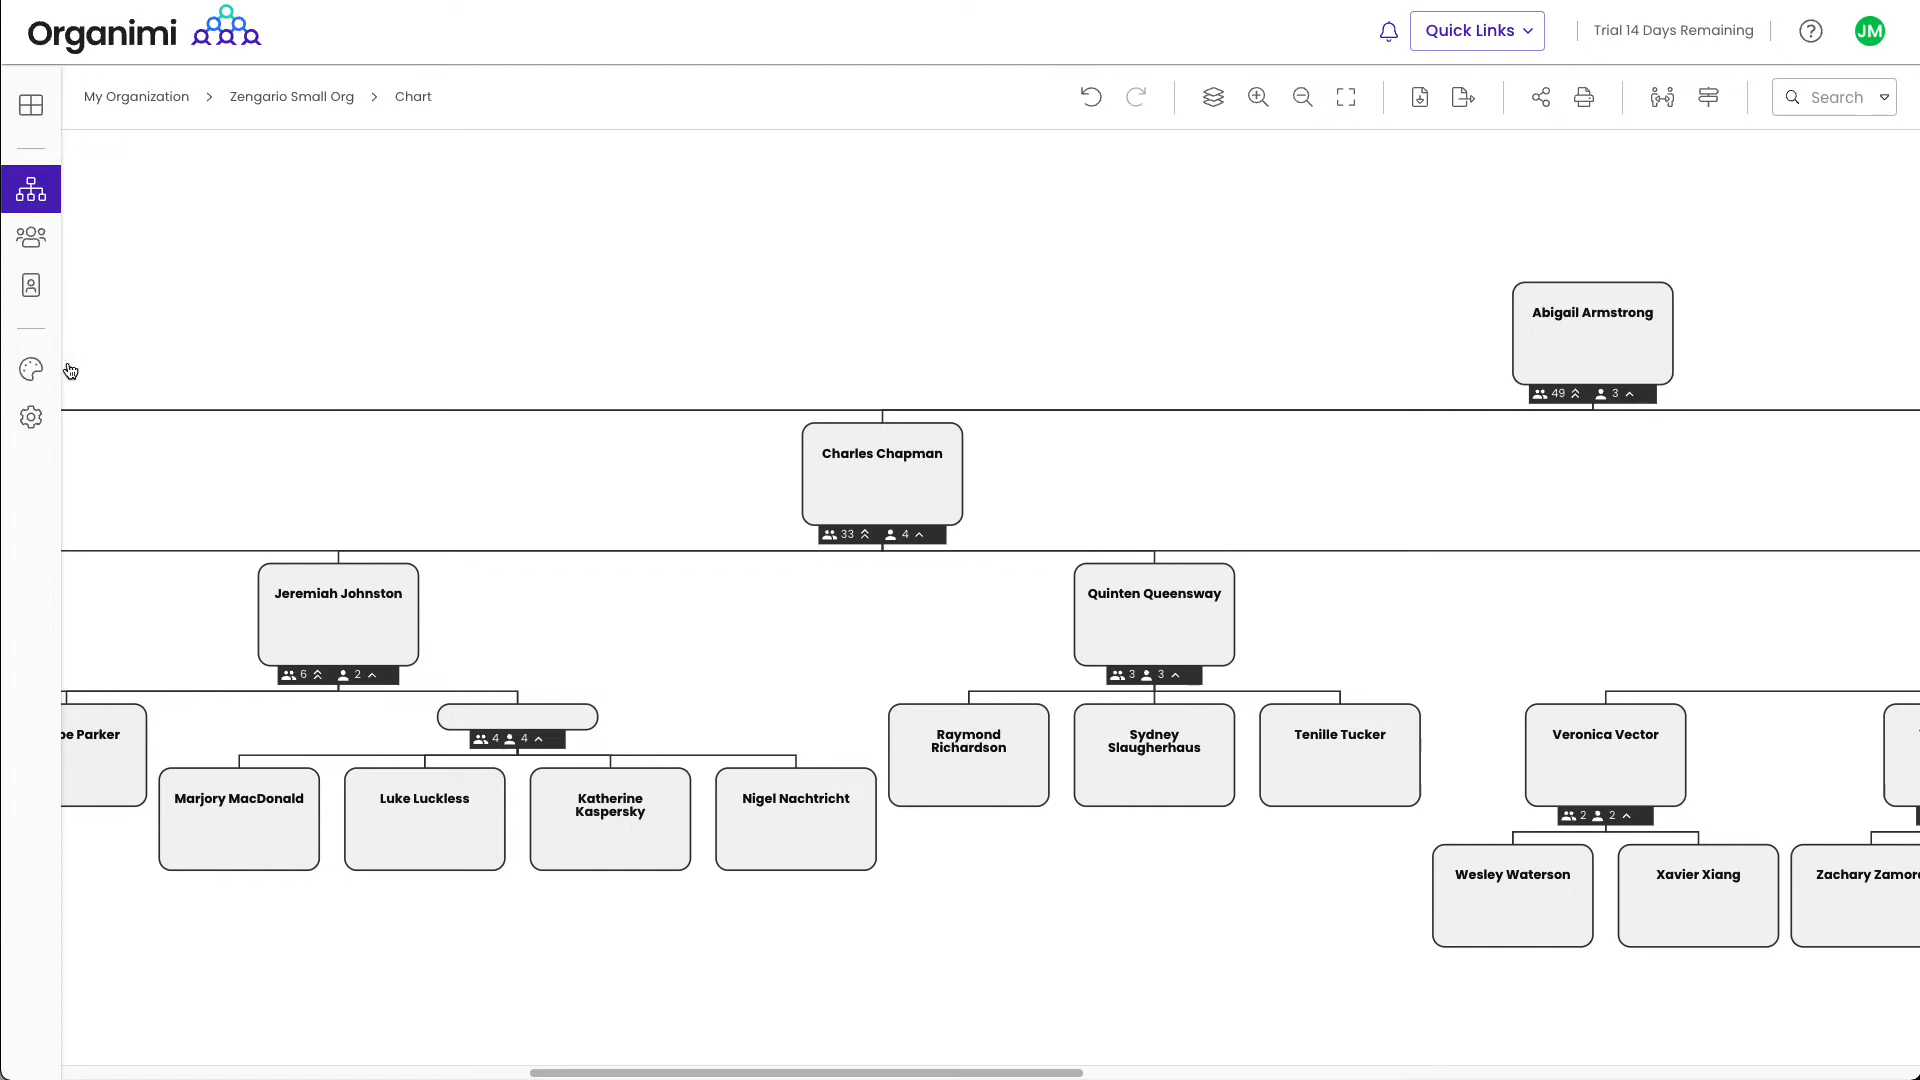 Organimi
Quick Links
Trial 14 Days Remaining
?
JM
My Organization > Zengario Small Org > Chart
Search
Abigail Armstrong
49 3
Charles Chapman
33 4
Jeremiah Johnston
6 2
Quinten Queensway
3 3
Parker
4 4
Raymond
Richardson
Sydney
Slaugherhaus
Tenille Tucker
Veronica Vector
2 2
Marjory MacDonald
Luke Luckless
Katherine
Kaspersky
Nigel Nachtricht
Wesley Waterson
Xavier Xiang
Zachary